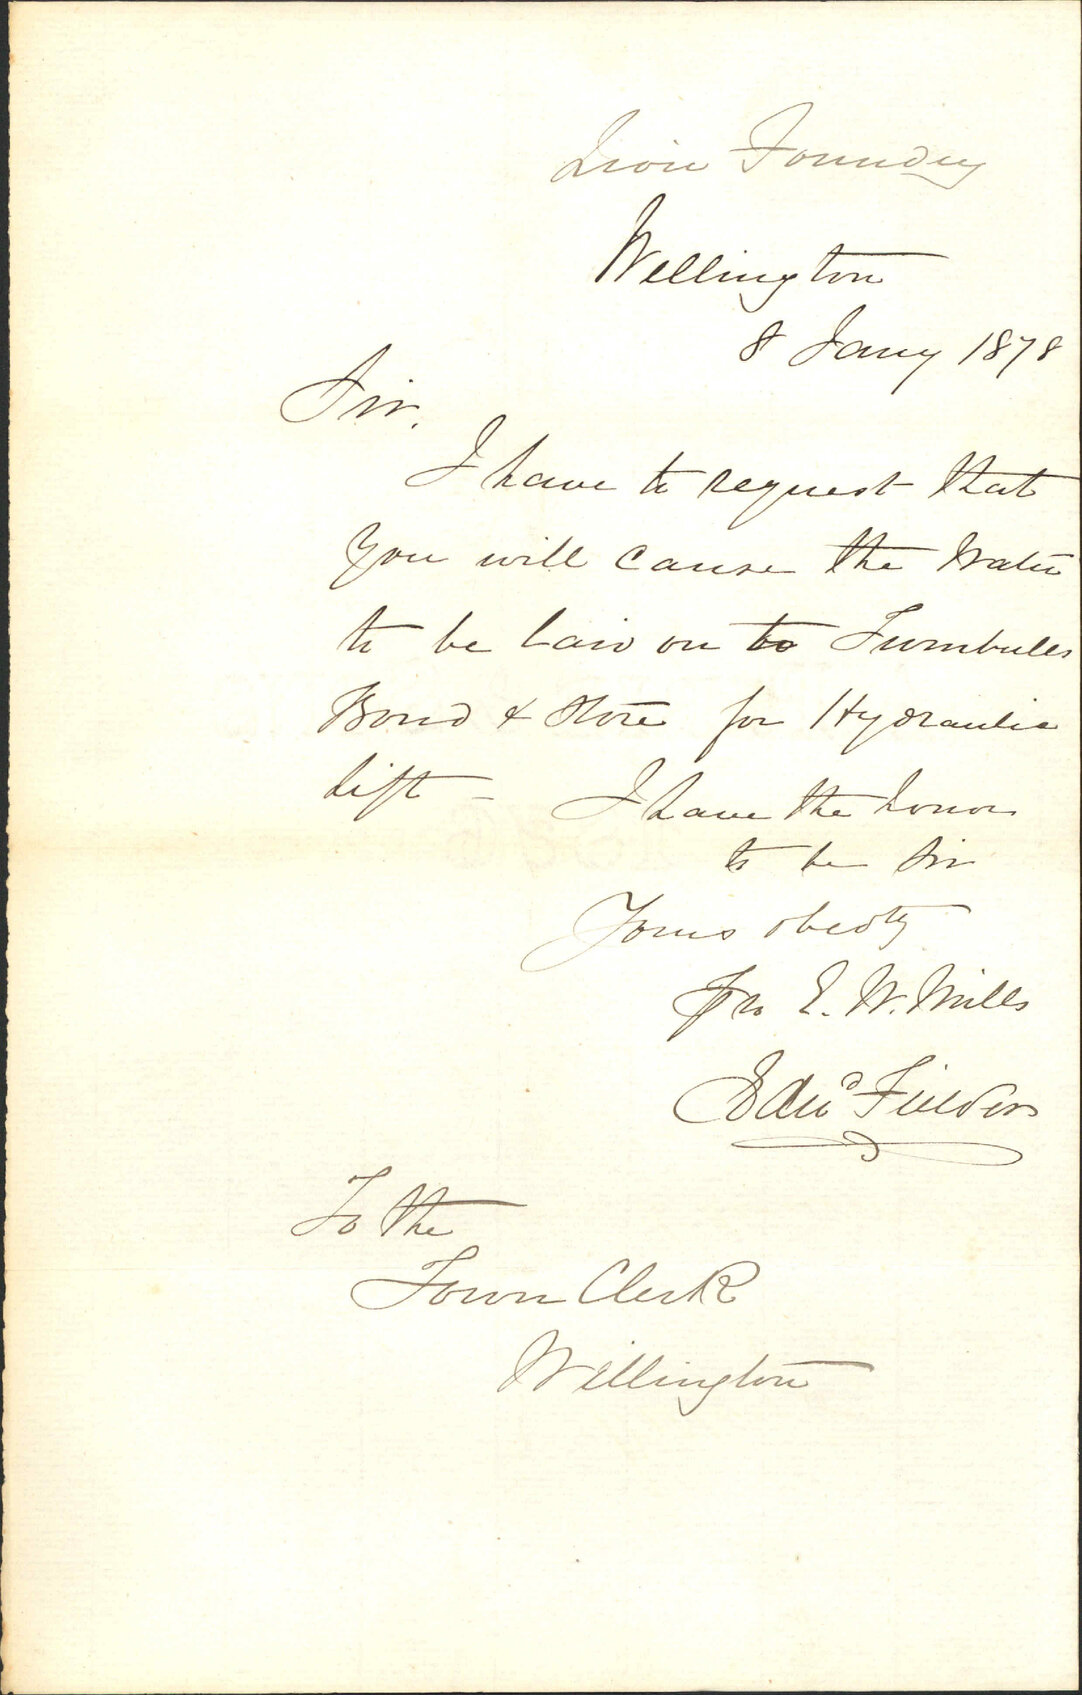 Lion Foundry
Wellington
8 Jany 1878
Sir,
I have to request that
you will cause the Water
to be laid on to Turnbulls
Bond & Store for Hydraulic
lift –
I have the honor
to be Sir
Yours obedtly
Pro E. W. Mills
Edwd
To the
Town Clerk
Wellington